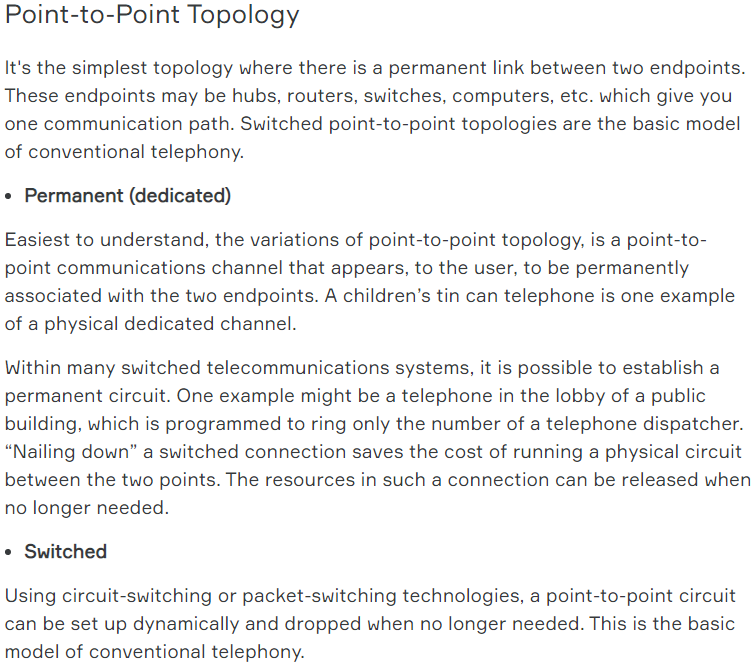 Point-to-Point Topology
It's the simplest topology where there is a permanent link between two endpoints.
These endpoints may be hubs, routers, switches, computers, etc. which give you
one communication path. Switched point-to-point topologies are the basic model
of conventional telephony.
• Permanent (dedicated)
Easiest to understand, the variations of point-to-point topology, is a point-to-
point communications channel that appears, to the user, to be permanently
associated with the two endpoints. A children’s tin can telephone is one example
of a physical dedicated channel.
Within many switched telecommunications systems, it is possible to establish a
permanent circuit. One example might be a telephone in the lobby of a public
building, which is programmed to ring only the number of a telephone dispatcher.
“Nailing down” a switched connection saves the cost of running a physical circuit
between the two points. The resources in such a connection can be released when
no longer needed.
• Switched
Using circuit-switching or packet-switching technologies, a point-to-point circuit
can be set up dynamically and dropped when no longer needed. This is the basic
model of conventional telephony.